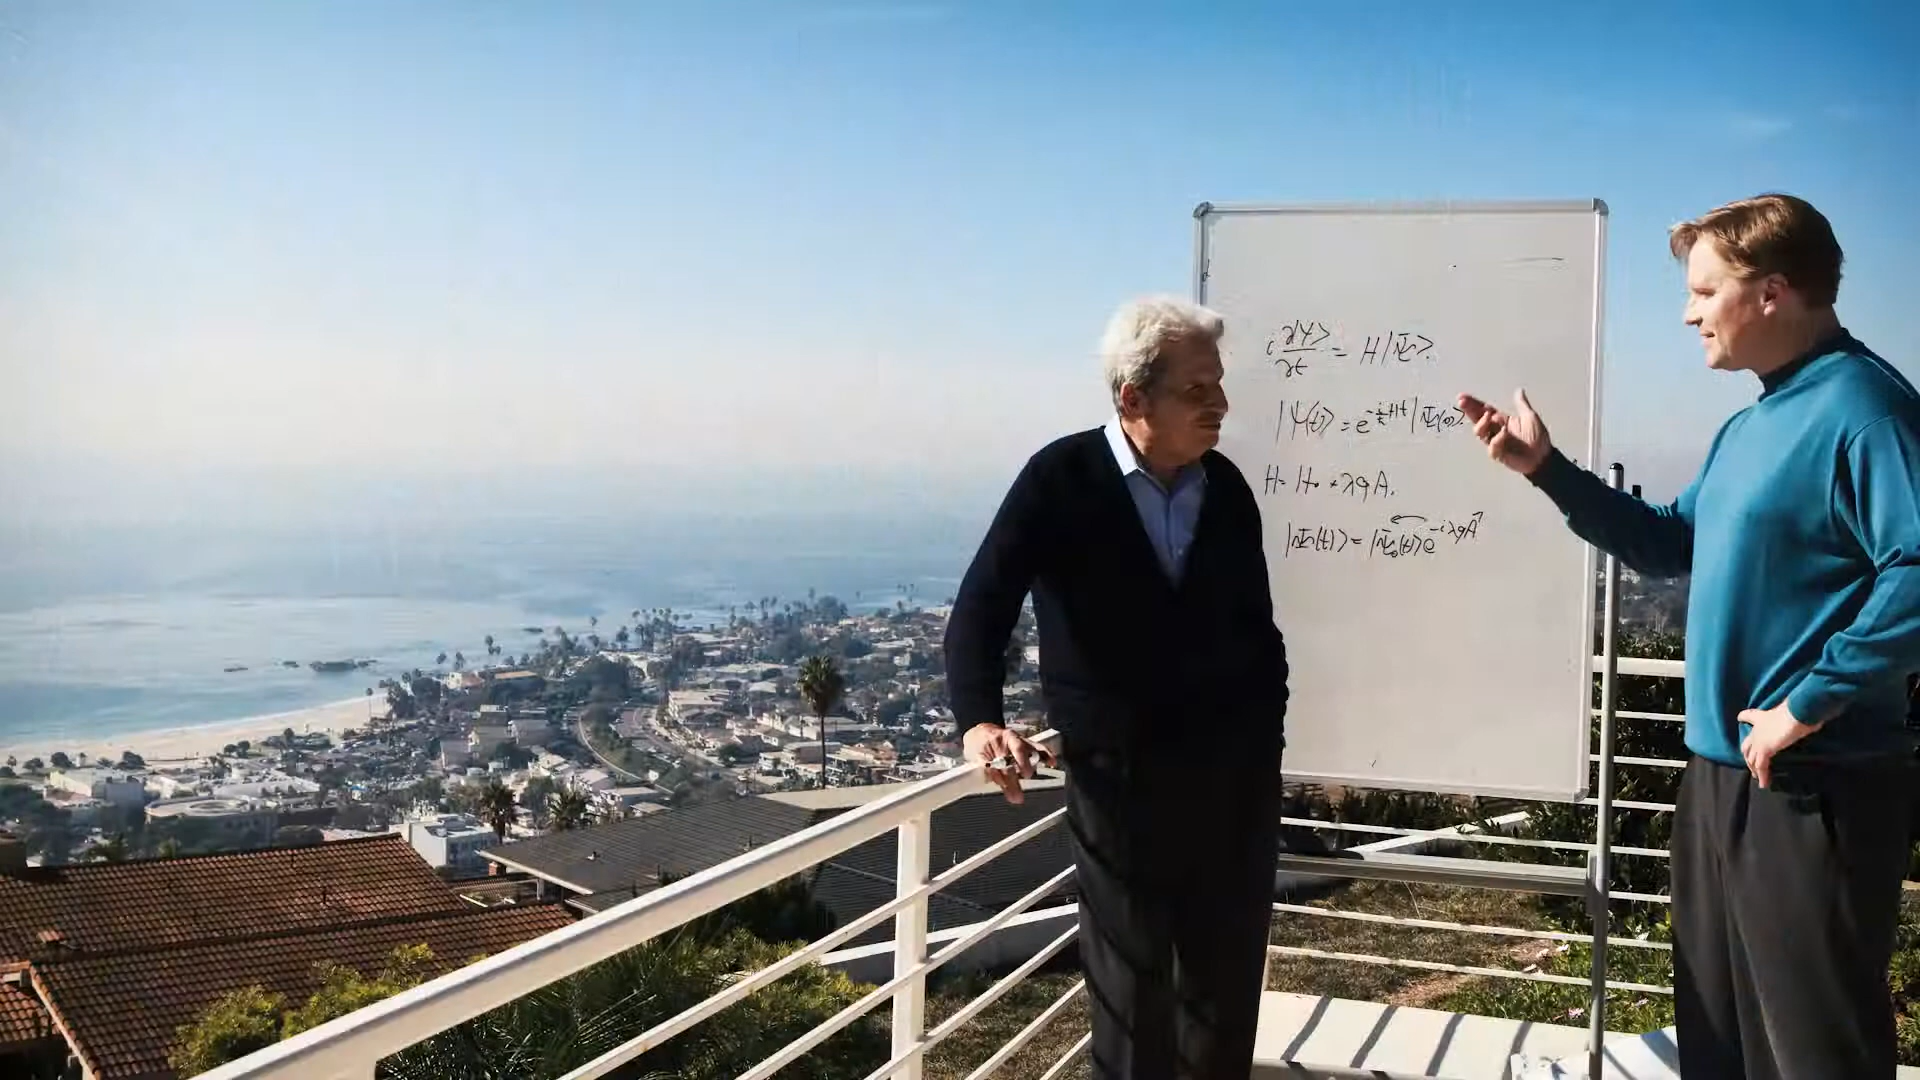 i ∂|Ψ⟩/∂t = H|Ψ⟩.
|Ψ(t)⟩ = e^{-i/ħ Ht} |Ψ(0)⟩.
H = H₀ + λqA.
|Ψ(t)⟩ = |Ψ₀(t)⟩ e^{-iλqA⃗}